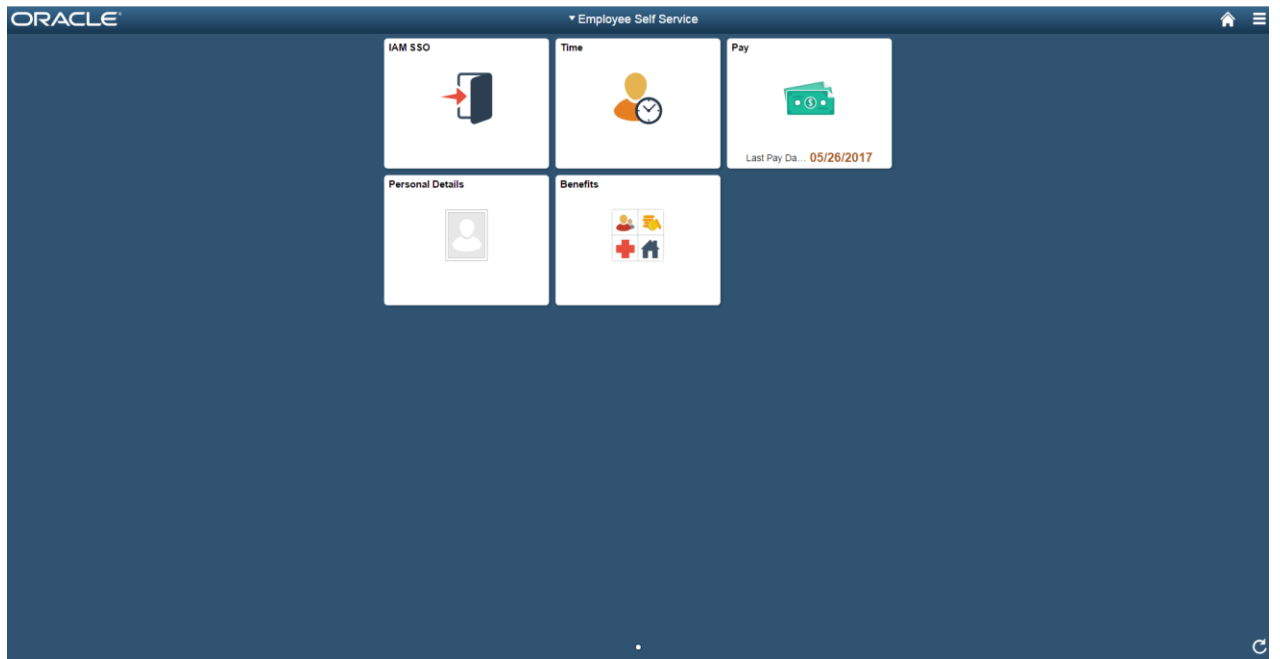 ORACLE
Employee Self Service
IAM SSO
Time
Pay
Last Pay Da... 05/26/2017
Personal Details
Benefits